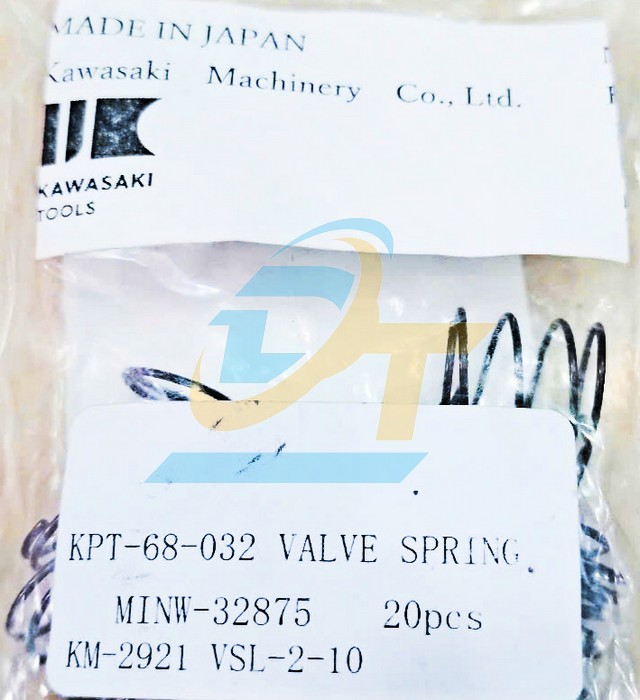 MADE IN JAPAN
Kawasaki Machinery Co., Ltd.
KAWASAKI
TOOLS
DT
KPT-68-032 VALVE SPRING
MINW-32875 20pcs
KM-2921 VSL-2-10